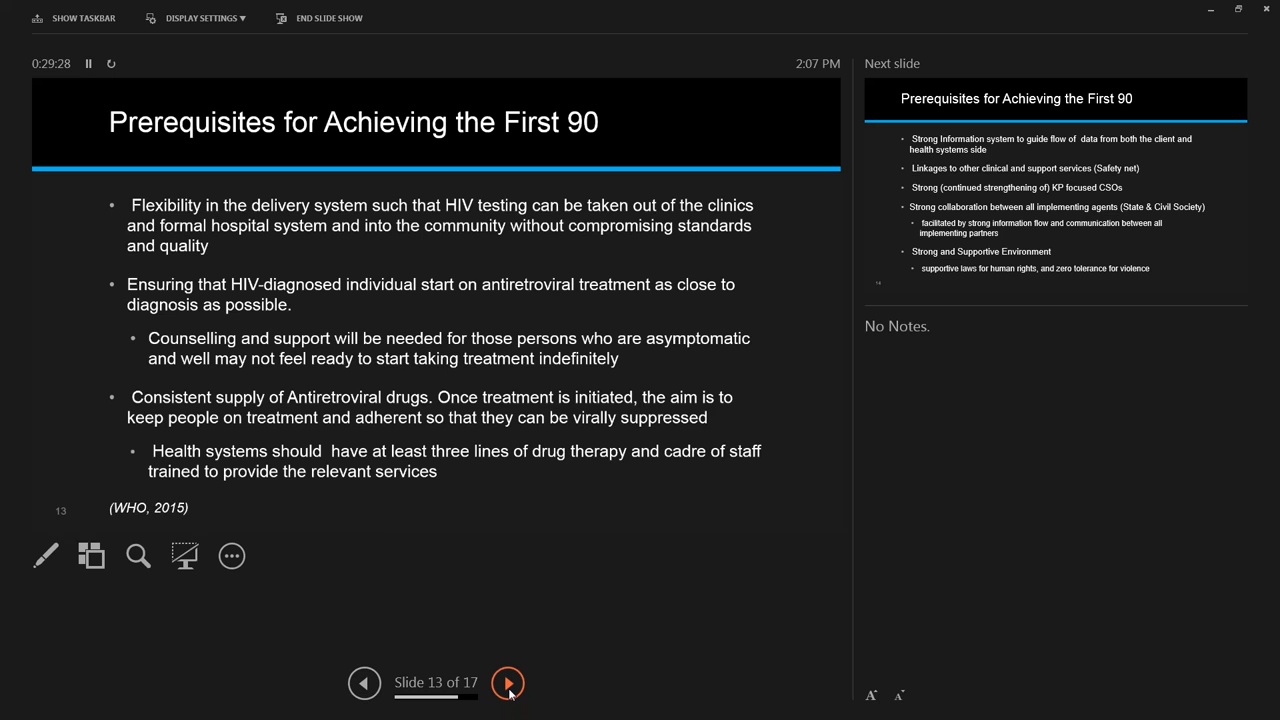 SHOW TASKBAR
DISPLAY SETTINGS ▼
END SLIDE SHOW
0:29:28
2:07 PM
Prerequisites for Achieving the First 90
• Flexibility in the delivery system such that HIV testing can be taken out of the clinics
and formal hospital system and into the community without compromising standards
and quality
• Ensuring that HIV-diagnosed individual start on antiretroviral treatment as close to
diagnosis as possible.
• Counselling and support will be needed for those persons who are asymptomatic
and well may not feel ready to start taking treatment indefinitely
• Consistent supply of Antiretroviral drugs. Once treatment is initiated, the aim is to
keep people on treatment and adherent so that they can be virally suppressed
• Health systems should have at least three lines of drug therapy and cadre of staff
trained to provide the relevant services
(WHO, 2015)
13
Slide 13 of 17
Next slide
Prerequisites for Achieving the First 90
• Strong Information system to guide flow of data from both the client and
health systems side
• Linkages to other clinical and support services (Safety net)
• Strong (continued strengthening of) KP focused CSOs
• Strong collaboration between all implementing agents (State & Civil Society)
• facilitated by strong information flow and communication between all
implementing partners
• Strong and Supportive Environment
• supportive laws for human rights, and zero tolerance for violence
14
No Notes.
A A